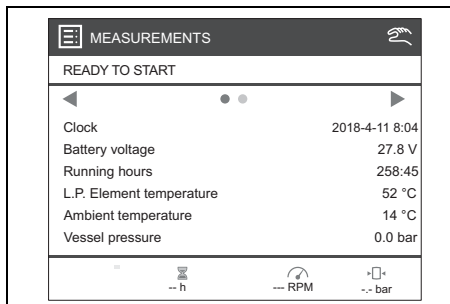 MEASUREMENTS
READY TO START
Clock 2018-4-11 8:04
Battery voltage 27.8 V
Running hours 258:45
L.P. Element temperature 52 °C
Ambient temperature 14 °C
Vessel pressure 0.0 bar
-- h --- RPM -.- bar